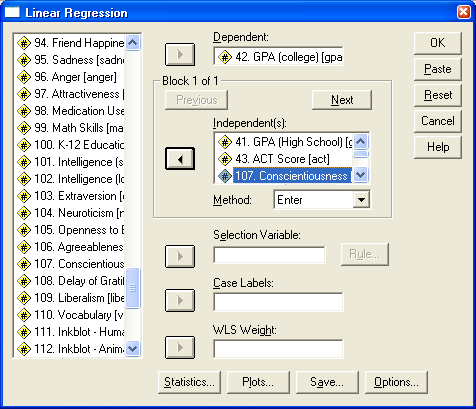 Linear Regression
94. Friend Happine
95. Sadness [sadn
96. Anger [anger]
97. Attractiveness [
98. Medication Use
99. Math Skills [ma
100. K-12 Educatio
101. Intelligence [s
102. Intelligence (lo
103. Extraversion [e
104. Neuroticism [n
105. Openness to E
106. Agreeableness
107. Conscientious
108. Delay of Gratif
109. Liberalism [libe
110. Vocabulary [v
111. Inkblot - Huma
112. Inkblot - Anima
Dependent:
42. GPA (college) [gpa
Block 1 of 1
Previous
Next
Independent(s):
41. GPA (High School) [g
43. ACT Score [act]
107. Conscientiousness
Method:
Enter
Selection Variable:
Rule...
Case Labels:
WLS Weight:
Statistics...
Plots...
Save...
Options...
OK
Paste
Reset
Cancel
Help